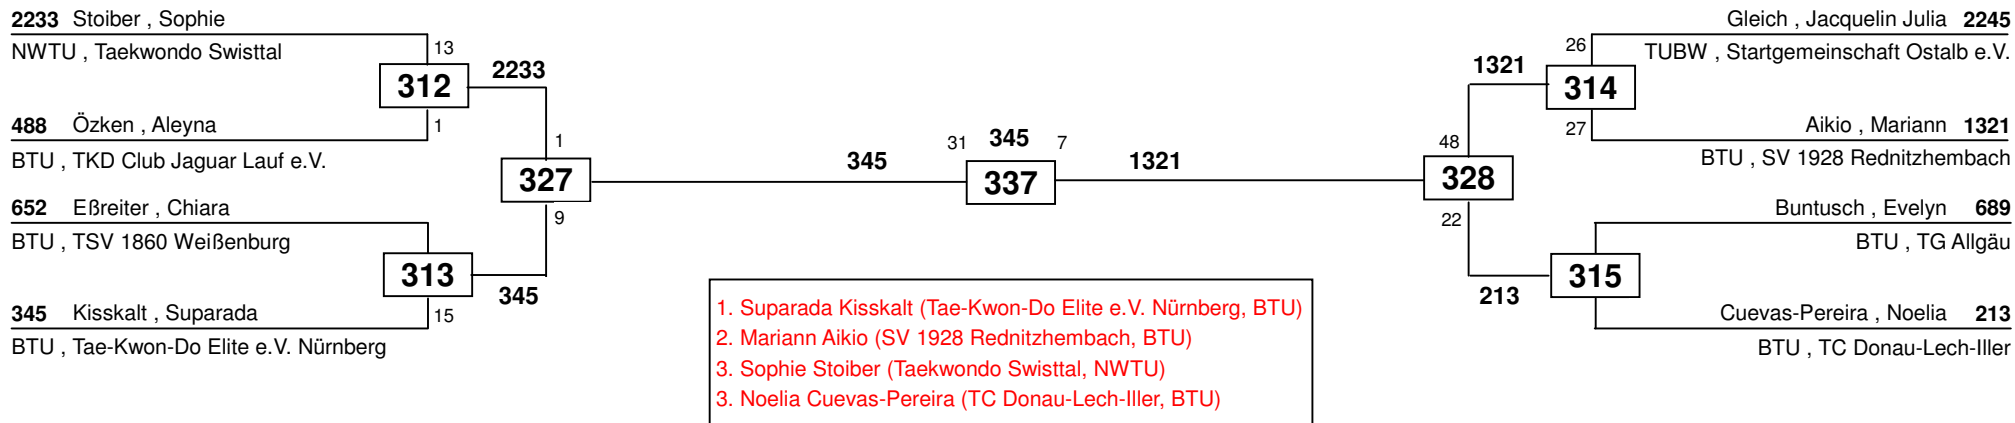 2233 Stoiber , Sophie
NWTU , Taekwondo Swisttal
13
312
2233
1
488 Özken , Aleyna
BTU , TKD Club Jaguar Lauf e.V.
1
327
9
652 Eßreiter , Chiara
BTU , TSV 1860 Weißenburg
313
345
15
345 Kisskalt , Suparada
BTU , Tae-Kwon-Do Elite e.V. Nürnberg
345
31 345 7
337
1321
Gleich , Jacquelin Julia 2245
TUBW , Startgemeinschaft Ostalb e.V.
26
1321
314
27
Aikio , Mariann 1321
BTU , SV 1928 Rednitzhembach
48
328
22
Buntusch , Evelyn 689
BTU , TG Allgäu
315
213
Cuevas-Pereira , Noelia 213
BTU , TC Donau-Lech-Iller
1. Suparada Kisskalt (Tae-Kwon-Do Elite e.V. Nürnberg, BTU)
2. Mariann Aikio (SV 1928 Rednitzhembach, BTU)
3. Sophie Stoiber (Taekwondo Swisttal, NWTU)
3. Noelia Cuevas-Pereira (TC Donau-Lech-Iller, BTU)